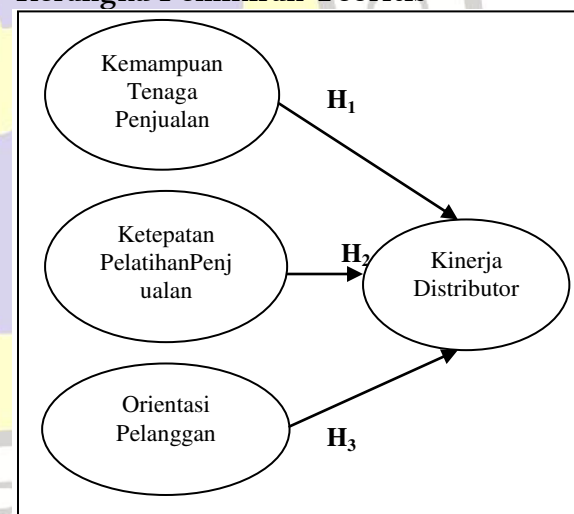 Kemampuan
Tenaga
Penjualan
H1
Ketepatan
PelatihanPenj
ualan
H2
Kinerja
Distributor
Orientasi
Pelanggan
H3